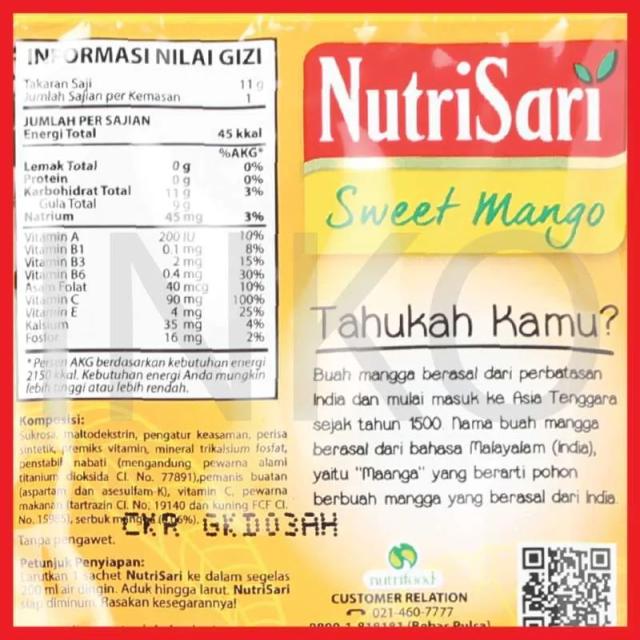 INFORMASI NILAI GIZI
Takaran Saji 11 g
Jumlah Sajian per Kemasan 1
JUMLAH PER SAJIAN
Energi Total 45 kkal
%AKG*
Lemak Total 0 g 0%
Protein 0 g 0%
Karbohidrat Total 11 g 3%
Gula Total 9 g
Natrium 45 mg 3%
Vitamin A 200 IU 10%
Vitamin B1 0.1 mg 8%
Vitamin B3 2 mg 15%
Vitamin B6 0.4 mg 30%
Asam Folat 40 mcg 10%
Vitamin C 90 mg 100%
Vitamin E 4 mg 25%
Kalsium 35 mg 4%
Fosfor 16 mg 2%
*Persen AKG berdasarkan kebutuhan energi
2150 kkal. Kebutuhan energi Anda mungkin
lebih tinggi atau lebih rendah.
Komposisi:
Sukrosa, maltodekstrin, pengatur keasaman, perisa
sintetik, premiks vitamin, mineral trikalsium fosfat,
penstabil nabati (mengandung pewarna alami
titanium dioksida CI. No. 77891),pemanis buatan
(aspartam dan asesulfam-K), vitamin C, pewarna
makanan (tartrazin CI. No. 19140 dan kuning FCF CI.
No. 15985), serbuk mangga
CKR GKD03AH
Tanpa pengawet.
Petunjuk Penyiapan:
Larutkan 1 sachet NutriSari ke dalam segelas
200 ml air dingin. Aduk hingga larut. NutriSari
siap diminum. Rasakan kesegarannya!
NutriSari
Sweet Mango
Tahukah Kamu?
Buah mangga berasal dari perbatasan
India dan mulai masuk ke Asia Tenggara
sejak tahun 1500. Nama buah mangga
berasal dari bahasa Malayalam (India),
yaitu "Maanga" yang berarti pohon
berbuah mangga yang berasal dari India.
nutrifood
CUSTOMER RELATION
021-460-7777
0800-1-818181 (Bebas Pulsa)
INKO